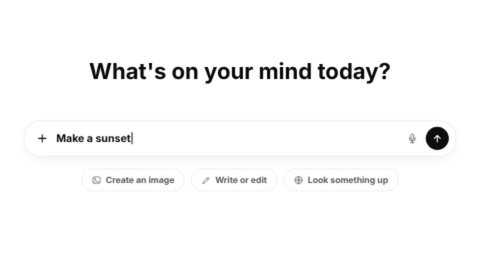 What's on your mind today?
Make a sunset
Create an image
Write or edit
Look something up